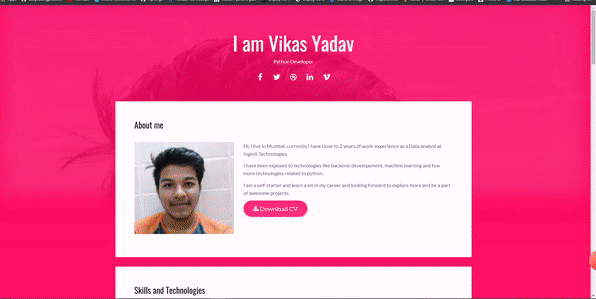 I am Vikas Yadav
Python Developer
About me
Hi, I live in Mumbai, currently I have close to 2 years of work-experience as a Data analyst at
Technologies.
I have been exposed to technologies like backend developement, machine learning and few
more technologies related to python.
I am a self-starter and learn a lot in my career and looking forward to explore more and be a part
of awesome projects.
Download CV
Skills and Technologies